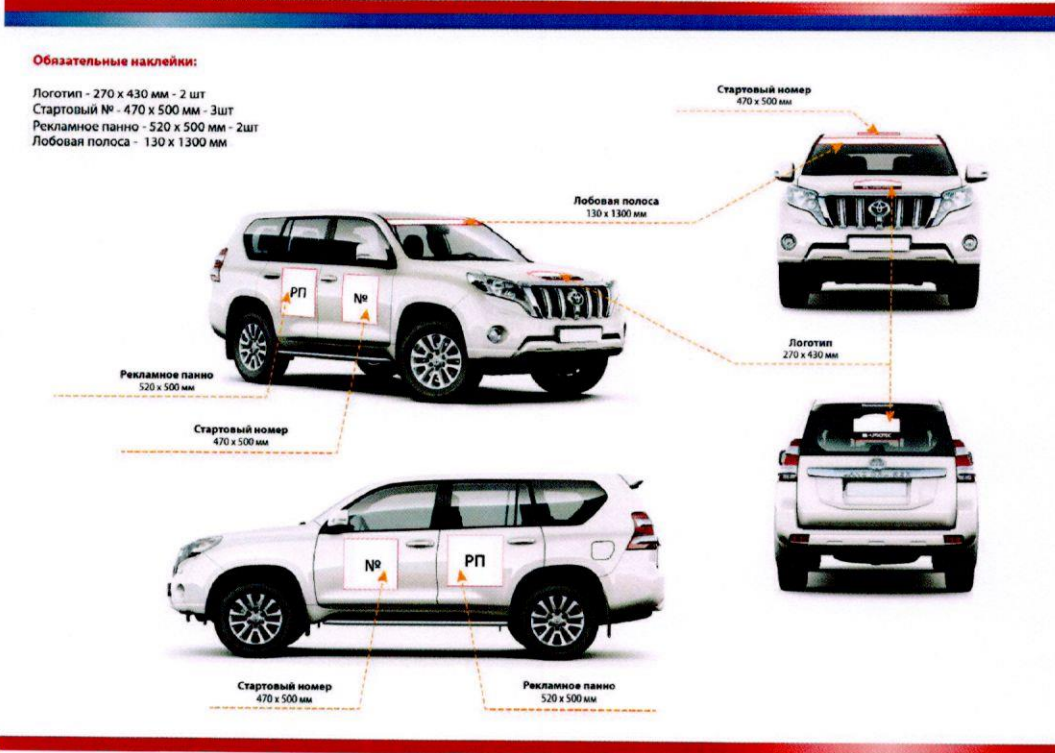 Обязательные наклейки:
Логотип - 270 х 430 мм - 2 шт
Стартовый № - 470 х 500 мм - 3шт
Рекламное панно - 520 х 500 мм - 2шт
Лобовая полоса - 130 х 1300 мм
Стартовый номер
470 х 500 мм
Лобовая полоса
130 х 1300 мм
РП
№
Логотип
270 х 430 мм
Рекламное панно
520 х 500 мм
Стартовый номер
470 х 500 мм
№
РП
Стартовый номер
470 х 500 мм
Рекламное панно
520 х 500 мм